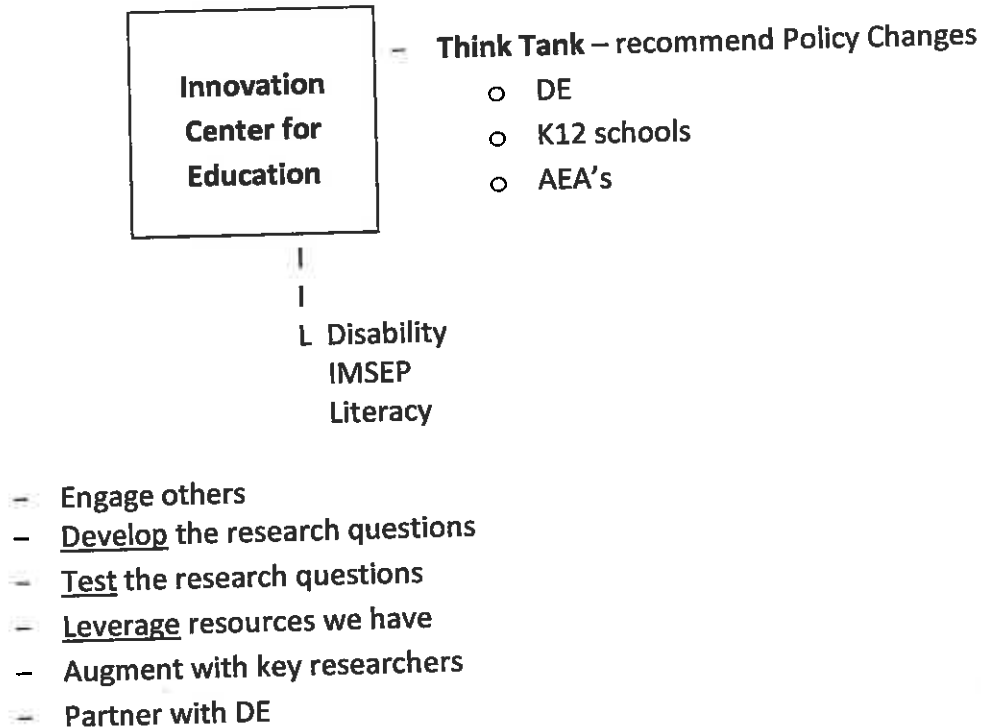 Innovation
Center for
Education
– Think Tank – recommend Policy Changes
o DE
o K12 schools
o AEA's
L Disability
IMSEP
Literacy
– Engage others
– Develop the research questions
– Test the research questions
– Leverage resources we have
– Augment with key researchers
– Partner with DE